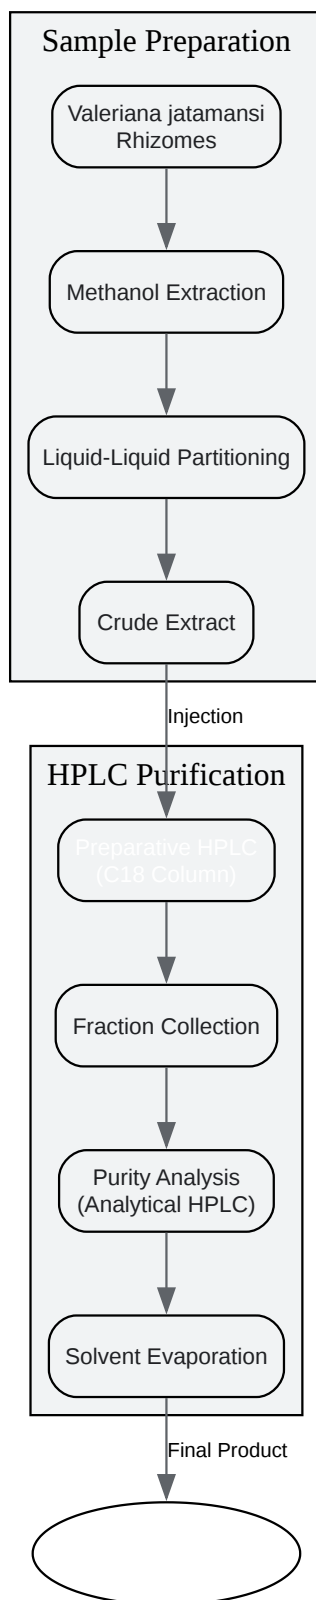 Sample Preparation
Valeriana jatamansi
Rhizomes
Methanol Extraction
Liquid-Liquid Partitioning
Crude Extract
Injection
HPLC Purification
Preparative HPLC
(C18 Column)
Fraction Collection
Purity Analysis
(Analytical HPLC)
Solvent Evaporation
Final Product